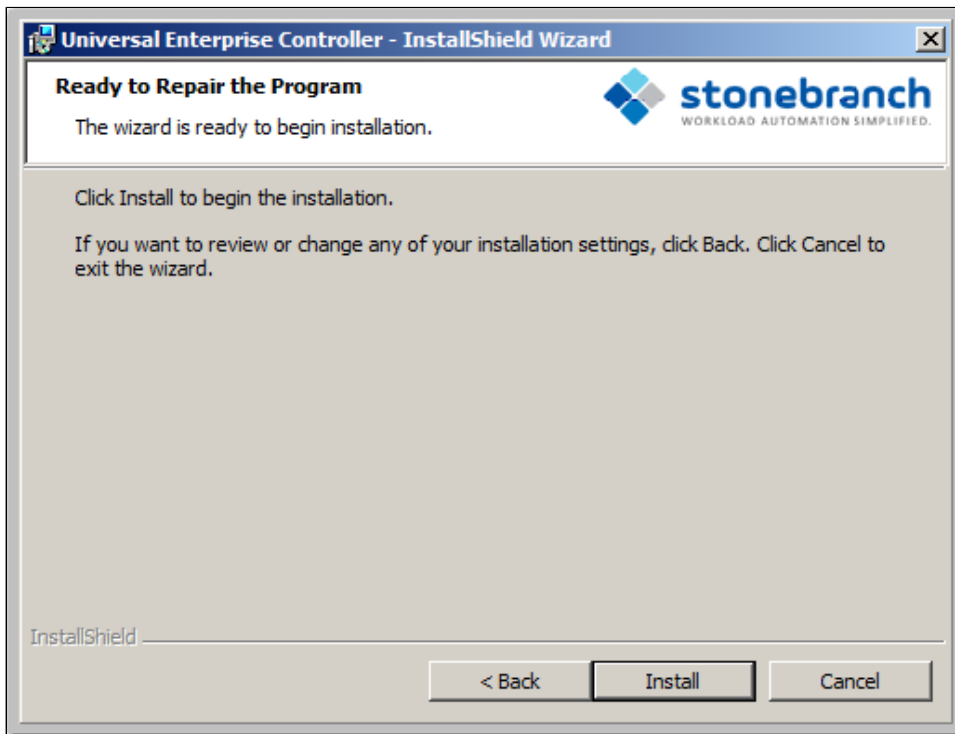 Universal Enterprise Controller - InstallShield Wizard
Ready to Repair the Program
The wizard is ready to begin installation.
stonebranch
WORKLOAD AUTOMATION SIMPLIFIED.
Click Install to begin the installation.
If you want to review or change any of your installation settings, click Back. Click Cancel to
exit the wizard.
InstallShield
< Back
Install
Cancel